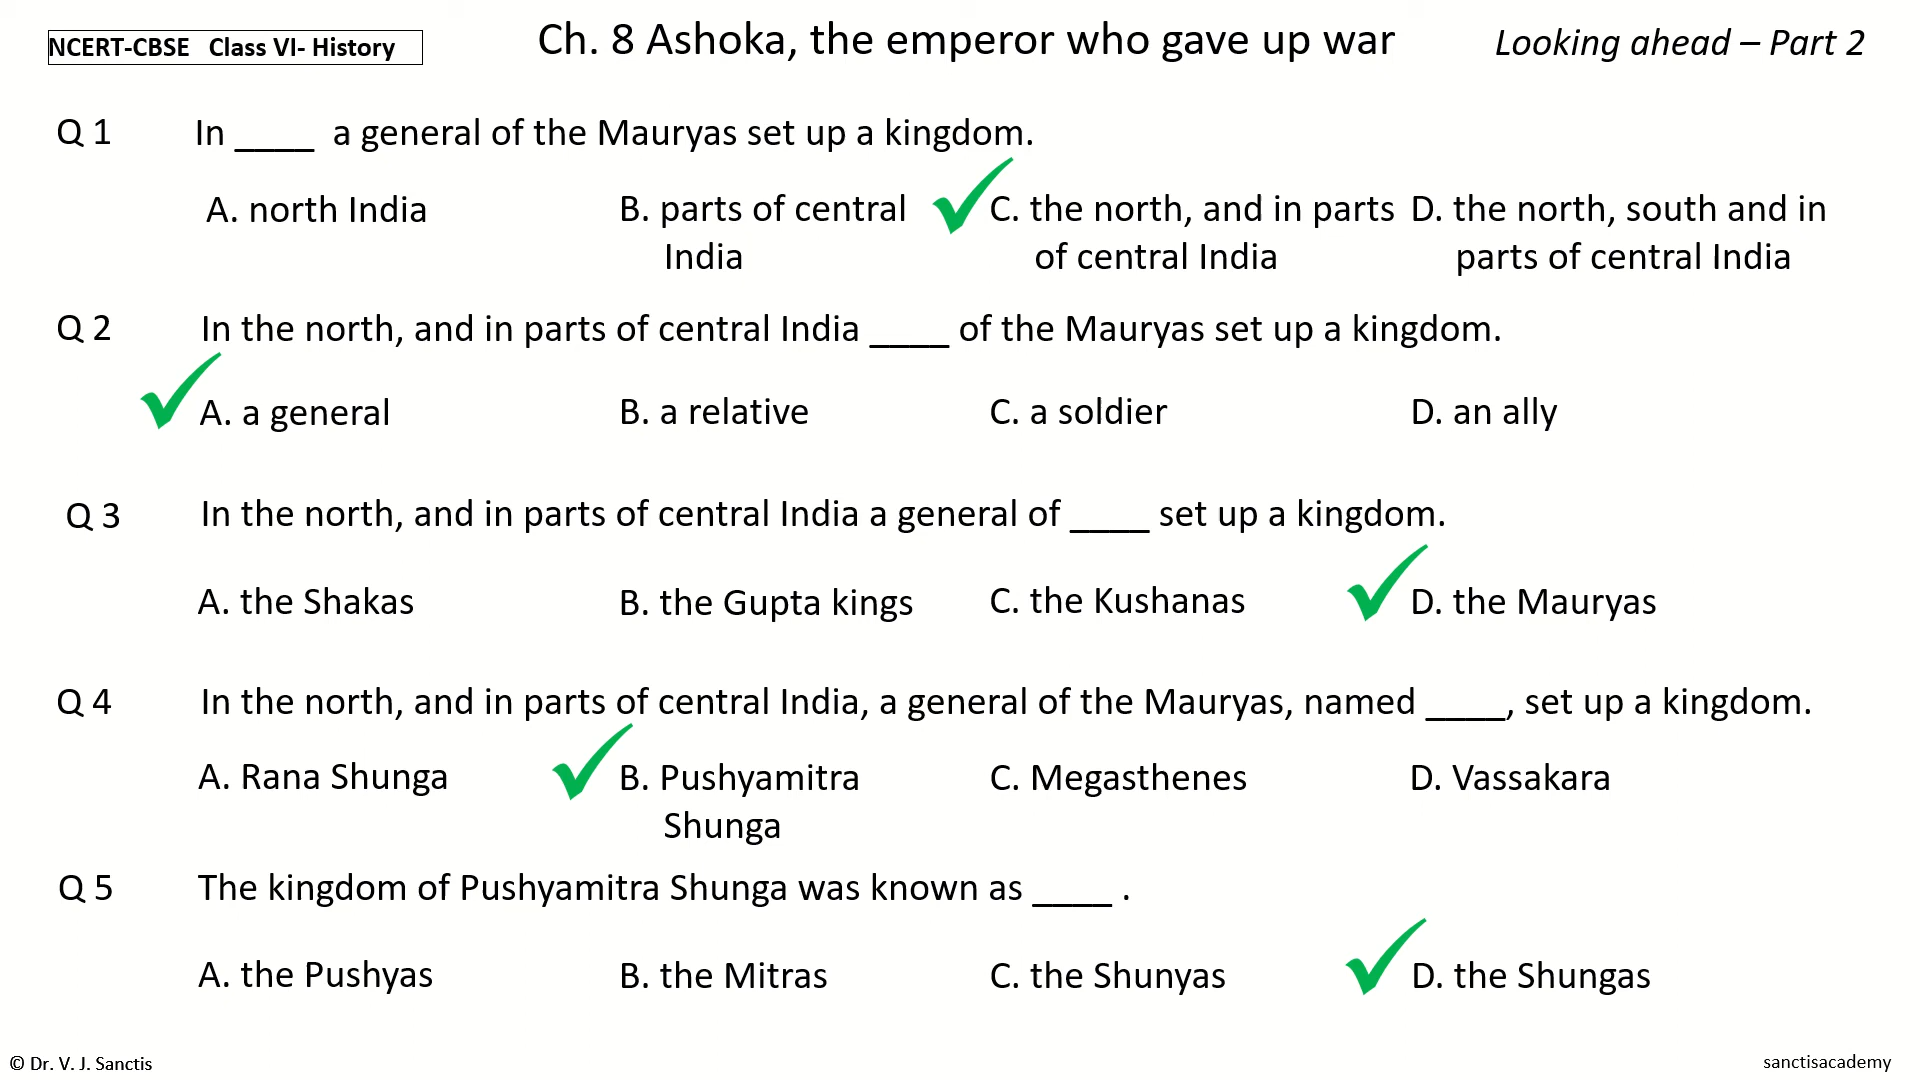 NCERT-CBSE Class VI- History
Ch. 8 Ashoka, the emperor who gave up war
Looking ahead – Part 2
Q 1 In ____ a general of the Mauryas set up a kingdom.
A. north India
B. parts of central
India
C. the north, and in parts
of central India
D. the north, south and in
parts of central India
Q 2 In the north, and in parts of central India ____ of the Mauryas set up a kingdom.
A. a general
B. a relative
C. a soldier
D. an ally
Q 3 In the north, and in parts of central India a general of ____ set up a kingdom.
A. the Shakas
B. the Gupta kings
C. the Kushanas
D. the Mauryas
Q 4 In the north, and in parts of central India, a general of the Mauryas, named ____, set up a kingdom.
A. Rana Shunga
B. Pushyamitra
Shunga
C. Megasthenes
D. Vassakara
Q 5 The kingdom of Pushyamitra Shunga was known as ____ .
A. the Pushyas
B. the Mitras
C. the Shunyas
D. the Shungas
© Dr. V. J. Sanctis
sanctisacademy